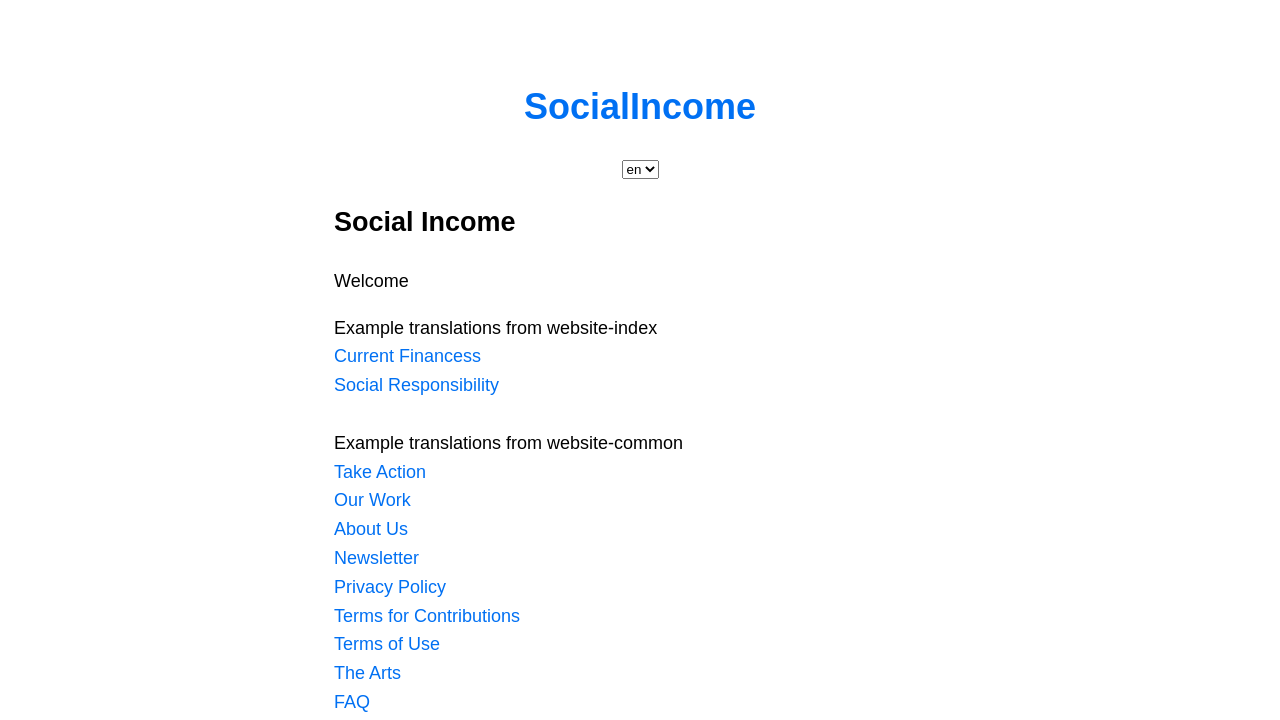 SocialIncome
en
Social Income
Welcome
Example translations from website-index
Current Financess
Social Responsibility
Example translations from website-common
Take Action
Our Work
About Us
Newsletter
Privacy Policy
Terms for Contributions
Terms of Use
The Arts
FAQ